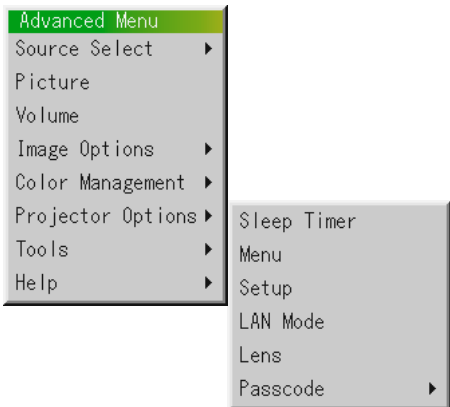 Advanced Menu
Source Select
Picture
Volume
Image Options
Color Management
Projector Options
Tools
Help
Sleep Timer
Menu
Setup
LAN Mode
Lens
Passcode